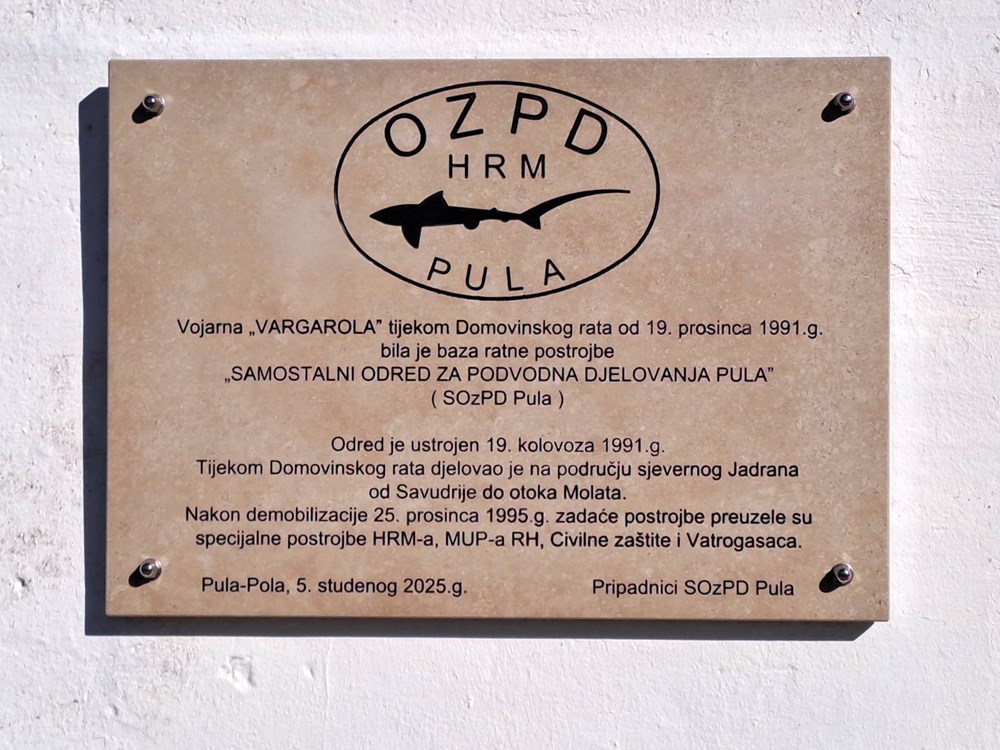 OZPD
HRM
PULA
Vojarna „VARGAROLA” tijekom Domovinskog rata od 19. prosinca 1991.g.
bila je baza ratne postrojbe
„SAMOSTALNI ODRED ZA PODVODNA DJELOVANJA PULA”
( SOzPD Pula )
Odred je ustrojen 19. kolovoza 1991.g.
Tijekom Domovinskog rata djelovao je na području sjevernog Jadrana
od Savudrije do otoka Molata.
Nakon demobilizacije 25. prosinca 1995.g. zadaće postrojbe preuzele su
specijalne postrojbe HRM-a, MUP-a RH, Civilne zaštite i Vatrogasaca.
Pula-Pola, 5. studenog 2025.g. Pripadnici SOzPD Pula